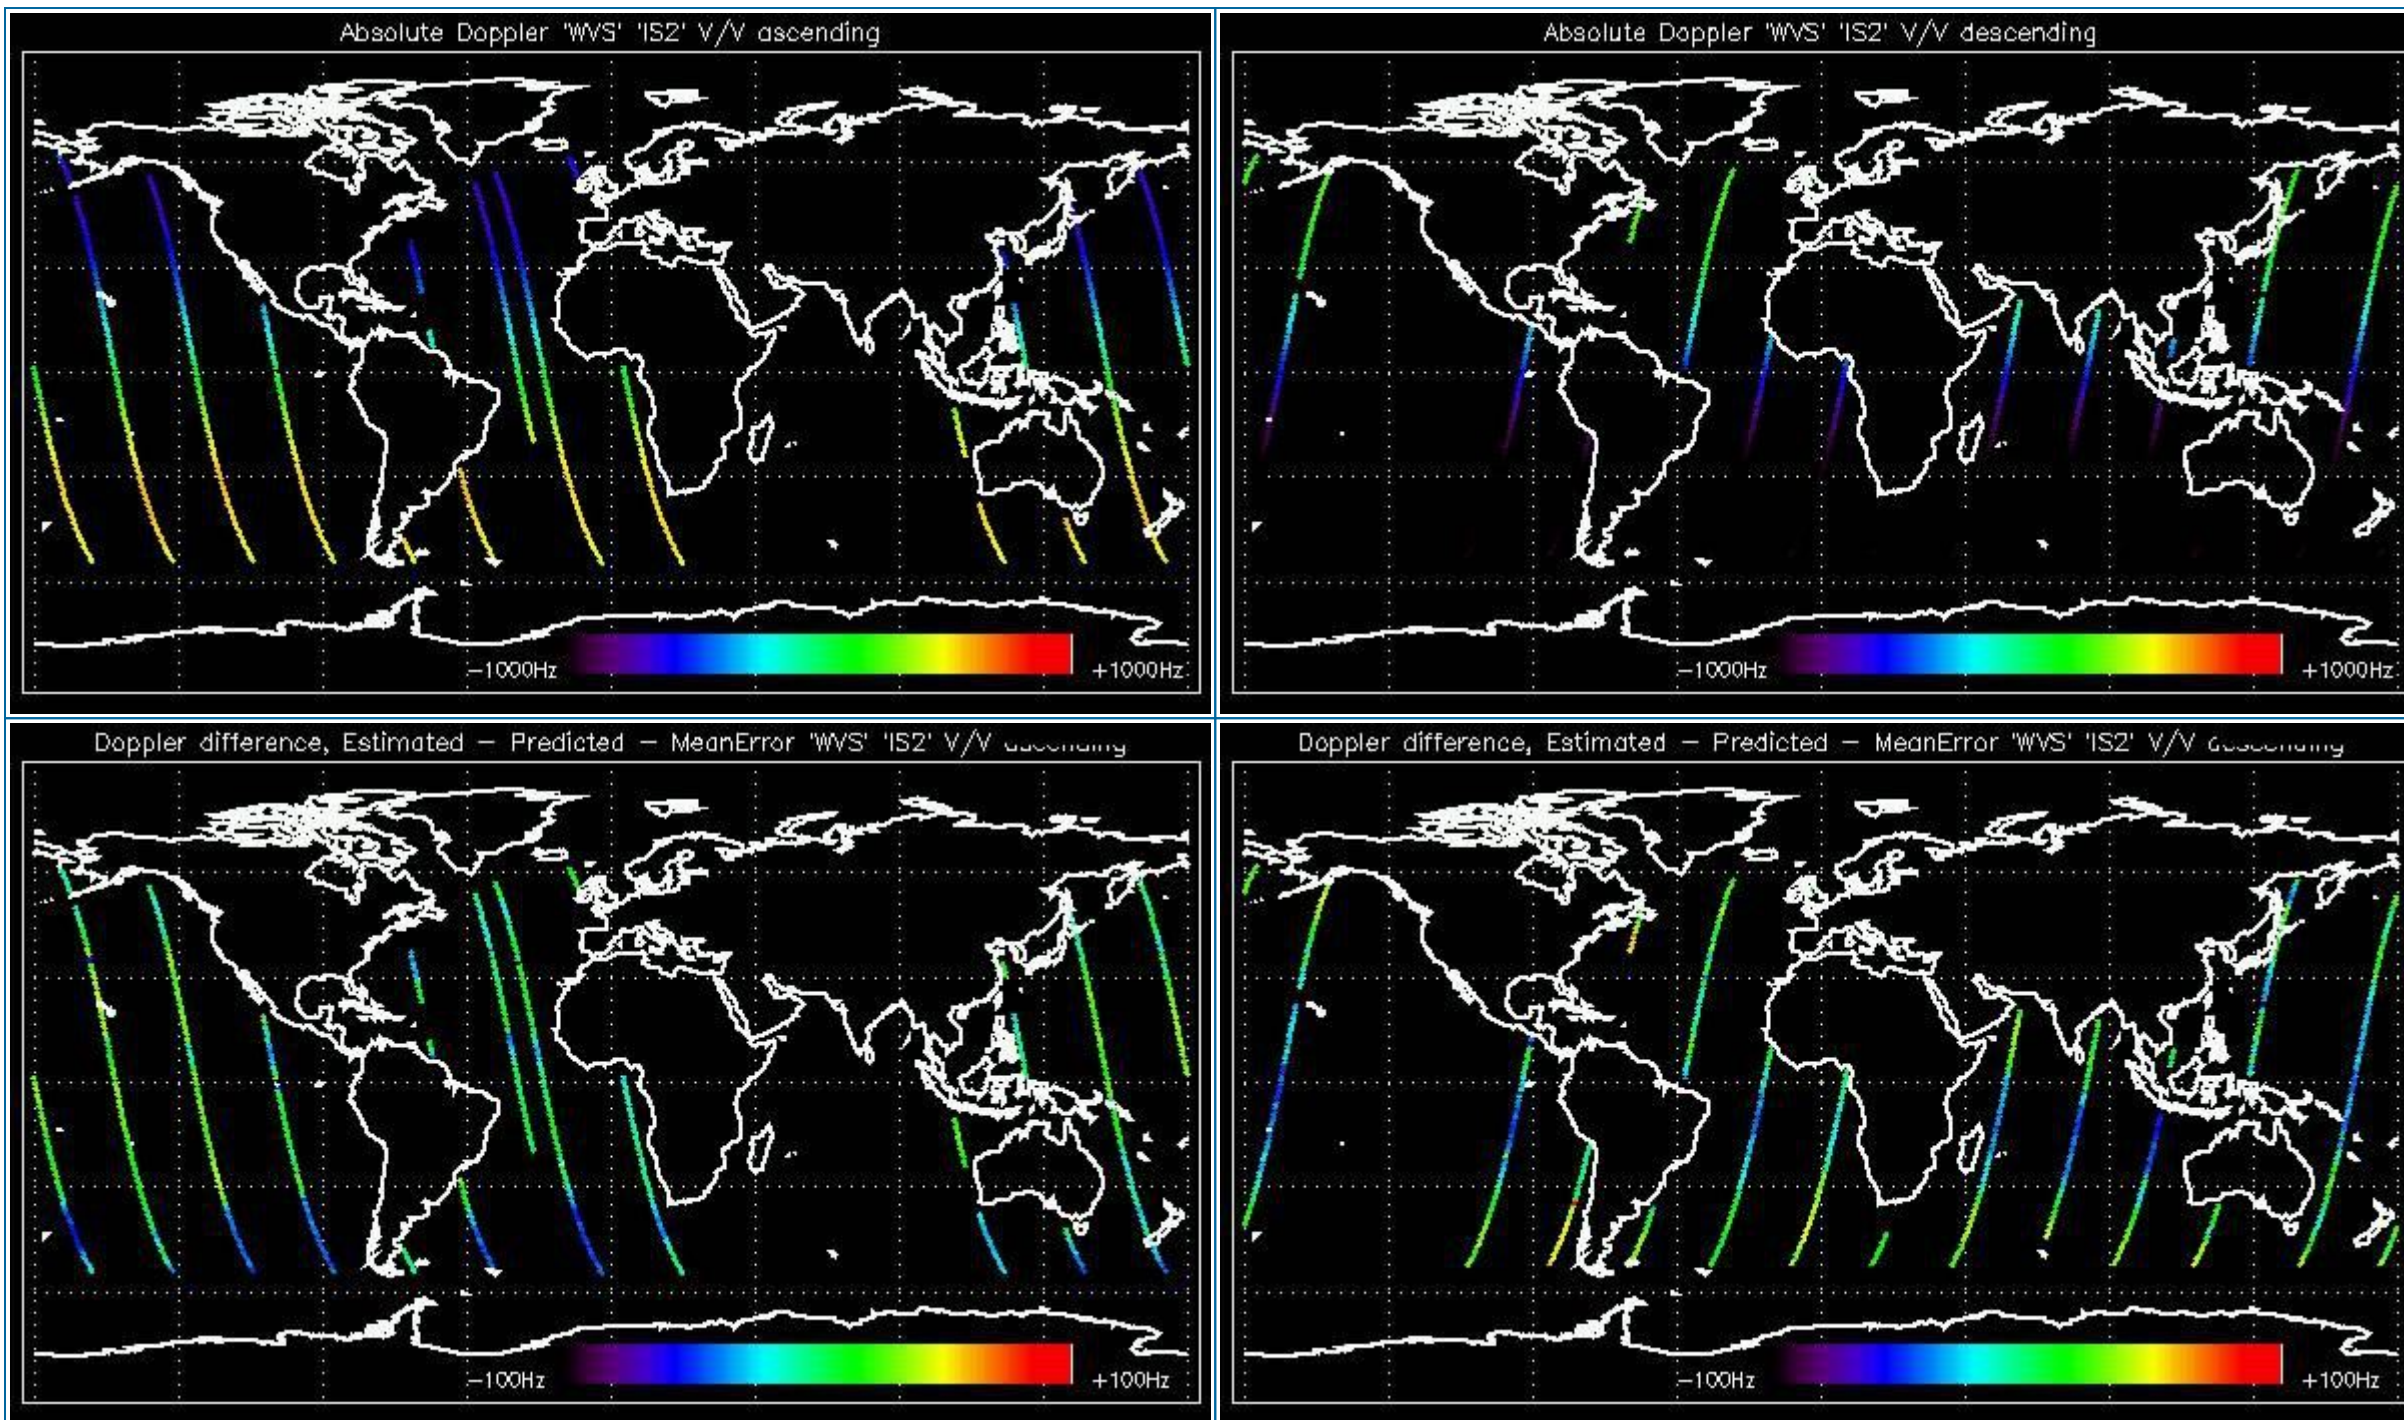 Absolute Doppler 'WVS' 'IS2' V/V ascending
−1000Hz +1000Hz
Absolute Doppler 'WVS' 'IS2' V/V descending
−1000Hz +1000Hz
Doppler difference, Estimated − Predicted − MeanError 'WVS' 'IS2' V/V
−100Hz +100Hz
Doppler difference, Estimated − Predicted − MeanError 'WVS' 'IS2' V/V
−100Hz +100Hz